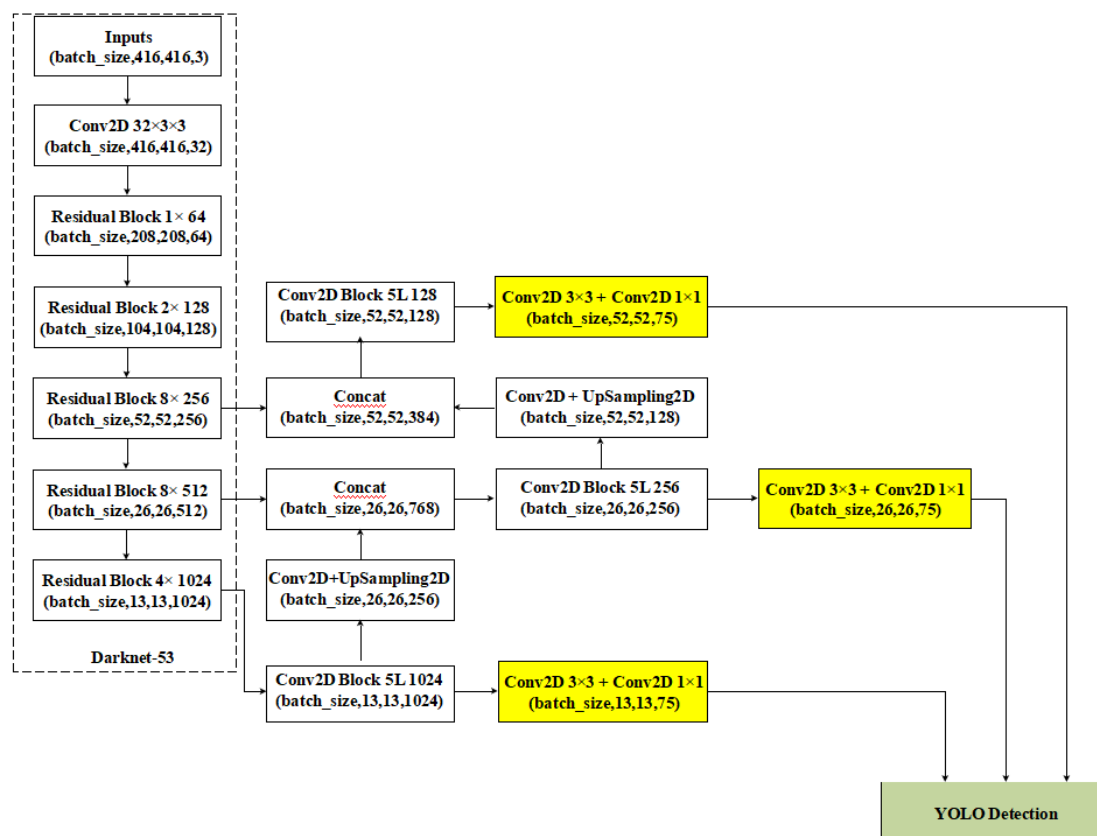 Inputs
(batch_size,416,416,3)
Conv2D 32×3×3
(batch_size,416,416,32)
Residual Block 1× 64
(batch_size,208,208,64)
Residual Block 2× 128
(batch_size,104,104,128)
Residual Block 8× 256
(batch_size,52,52,256)
Residual Block 8× 512
(batch_size,26,26,512)
Residual Block 4× 1024
(batch_size,13,13,1024)
Darknet-53
Conv2D Block 5L 128
(batch_size,52,52,128)
Conv2D 3×3 + Conv2D 1×1
(batch_size,52,52,75)
Concat
(batch_size,52,52,384)
Conv2D + UpSampling2D
(batch_size,52,52,128)
Concat
(batch_size,26,26,768)
Conv2D Block 5L 256
(batch_size,26,26,256)
Conv2D 3×3 + Conv2D 1×1
(batch_size,26,26,75)
Conv2D+UpSampling2D
(batch_size,26,26,256)
Conv2D Block 5L 1024
(batch_size,13,13,1024)
Conv2D 3×3 + Conv2D 1×1
(batch_size,13,13,75)
YOLO Detection